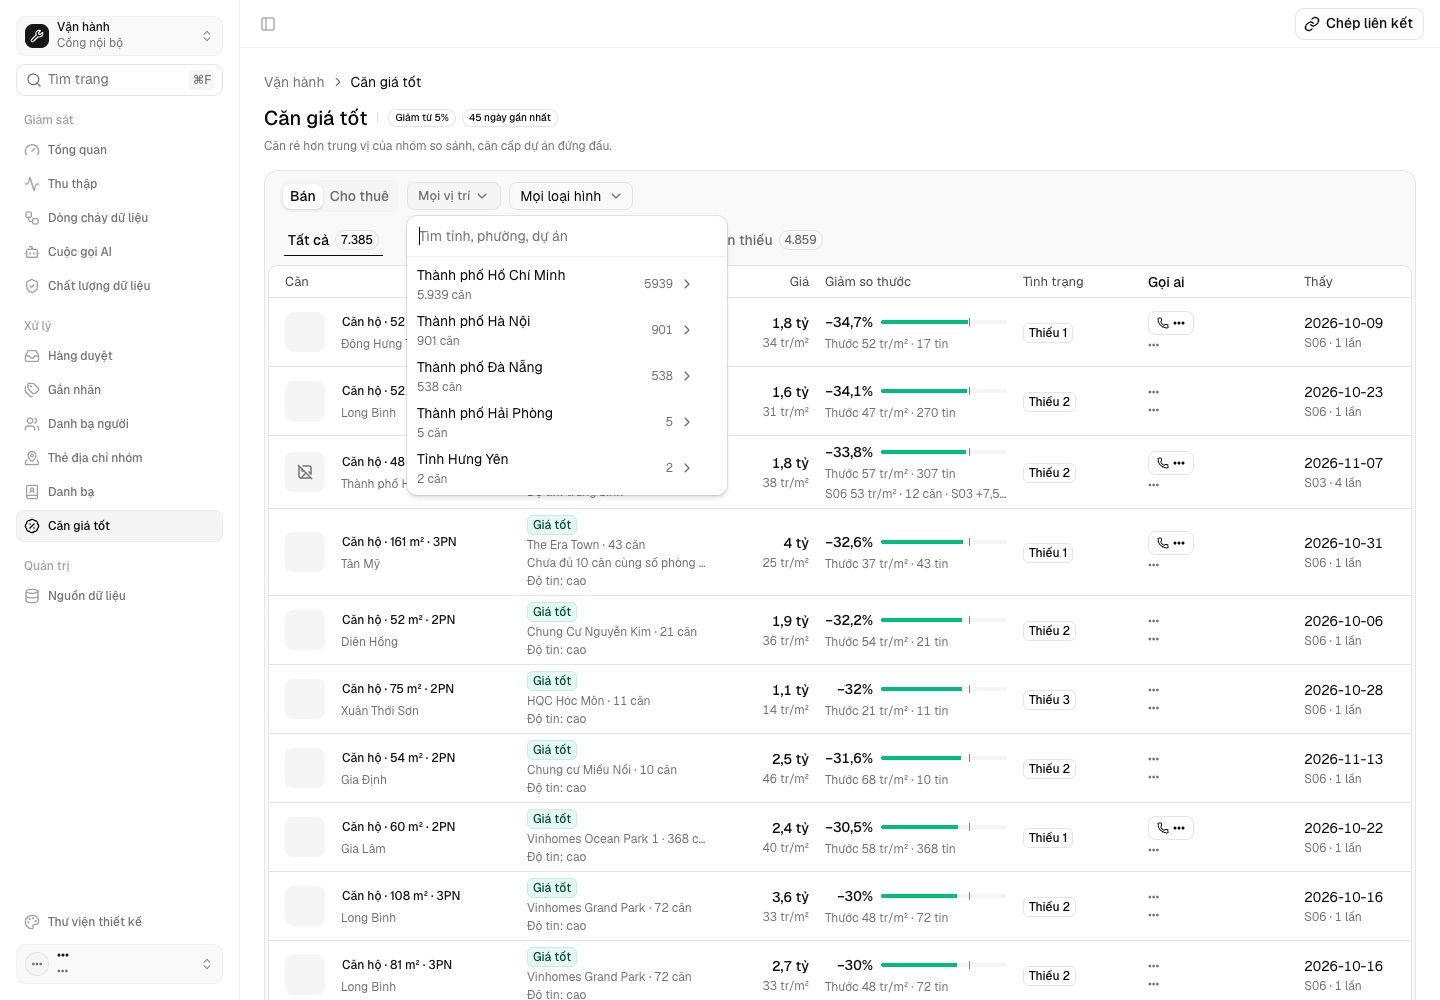 Vận hành
Cổng nội bộ
Tìm trang
⌘F
Giám sát
Tổng quan
Thu thập
Dòng chảy dữ liệu
Cuộc gọi AI
Chất lượng dữ liệu
Xử lý
Hàng duyệt
Gắn nhãn
Danh bạ người
Thẻ địa chỉ nhóm
Danh bạ
Căn giá tốt
Quản trị
Nguồn dữ liệu
Thư viện thiết kế
Chép liên kết
Vận hành > Căn giá tốt
Căn giá tốt
Giảm từ 5%
45 ngày gần nhất
Căn rẻ hơn trung vị của nhóm so sánh, căn cấp dự án đứng đầu.
Bán Cho thuê Mọi vị trí Mọi loại hình
Tất cả 7.385
n thiếu 4.859
Tìm tỉnh, phường, dự án
Thành phố Hồ Chí Minh
5.939 căn
5939
Thành phố Hà Nội
901 căn
901
Thành phố Đà Nẵng
538 căn
538
Thành phố Hải Phòng
5 căn
5
Tỉnh Hưng Yên
2 căn
2
Căn Giá Giảm so thước Tình trạng Gọi ai Thấy
Căn hộ · 52 1,8 tỷ −34,7% Thiếu 1 ••• 2026-10-09
Đông Hưng 34 tr/m² Thước 52 tr/m² · 17 tin ••• S06 · 1 lần
Căn hộ · 52 1,6 tỷ −34,1% Thiếu 2 ••• 2026-10-23
Long Bình 31 tr/m² Thước 47 tr/m² · 270 tin ••• S06 · 1 lần
Căn hộ · 48 1,8 tỷ −33,8% Thiếu 2 ••• 2026-11-07
Thành phố H 38 tr/m² Thước 57 tr/m² · 307 tin ••• S03 · 4 lần
S06 53 tr/m² · 12 căn · S03 +7,5...
Căn hộ · 161 m² · 3PN Giá tốt 4 tỷ −32,6% Thiếu 1 ••• 2026-10-31
Tân Mỹ The Era Town · 43 căn 25 tr/m² Thước 37 tr/m² · 43 tin ••• S06 · 1 lần
Chưa đủ 10 căn cùng số phòng ...
Độ tin: cao
Căn hộ · 52 m² · 2PN Giá tốt 1,9 tỷ −32,2% Thiếu 2 ••• 2026-10-06
Diên Hồng Chung Cư Nguyễn Kim · 21 căn 36 tr/m² Thước 54 tr/m² · 21 tin ••• S06 · 1 lần
Độ tin: cao
Căn hộ · 75 m² · 2PN Giá tốt 1,1 tỷ −32% Thiếu 3 ••• 2026-10-28
Xuân Thới Sơn HQC Hóc Môn · 11 căn 14 tr/m² Thước 21 tr/m² · 11 tin ••• S06 · 1 lần
Độ tin: cao
Căn hộ · 54 m² · 2PN Giá tốt 2,5 tỷ −31,6% Thiếu 2 ••• 2026-11-13
Gia Định Chung cư Miếu Nổi · 10 căn 46 tr/m² Thước 68 tr/m² · 10 tin ••• S06 · 1 lần
Độ tin: cao
Căn hộ · 60 m² · 2PN Giá tốt 2,4 tỷ −30,5% Thiếu 1 ••• 2026-10-22
Gia Lâm Vinhomes Ocean Park 1 · 368 c... 40 tr/m² Thước 58 tr/m² · 368 tin ••• S06 · 1 lần
Độ tin: cao
Căn hộ · 108 m² · 3PN Giá tốt 3,6 tỷ −30% Thiếu 2 ••• 2026-10-16
Long Bình Vinhomes Grand Park · 72 căn 33 tr/m² Thước 48 tr/m² · 72 tin ••• S06 · 1 lần
Độ tin: cao
Căn hộ · 81 m² · 3PN Giá tốt 2,7 tỷ −30% Thiếu 2 ••• 2026-10-16
Long Bình Vinhomes Grand Park · 72 căn 33 tr/m² Thước 48 tr/m² · 72 tin ••• S06 · 1 lần
Độ tin: cao